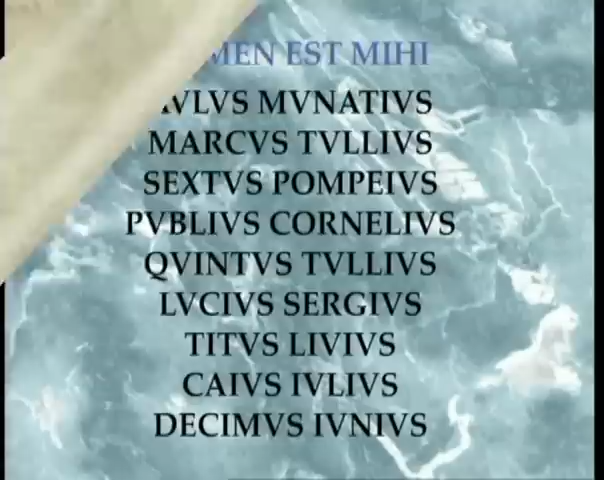 MEN EST MIHI
AVLVS MVNATIVS
MARCVS TVLLIVS
SEXTVS POMPEIVS
PVBLIVS CORNELIVS
QVINTVS TVLLIVS
LVCIVS SERGIVS
TITVS LIVIVS
CAIVS IVLIVS
DECIMVS IVNIVS